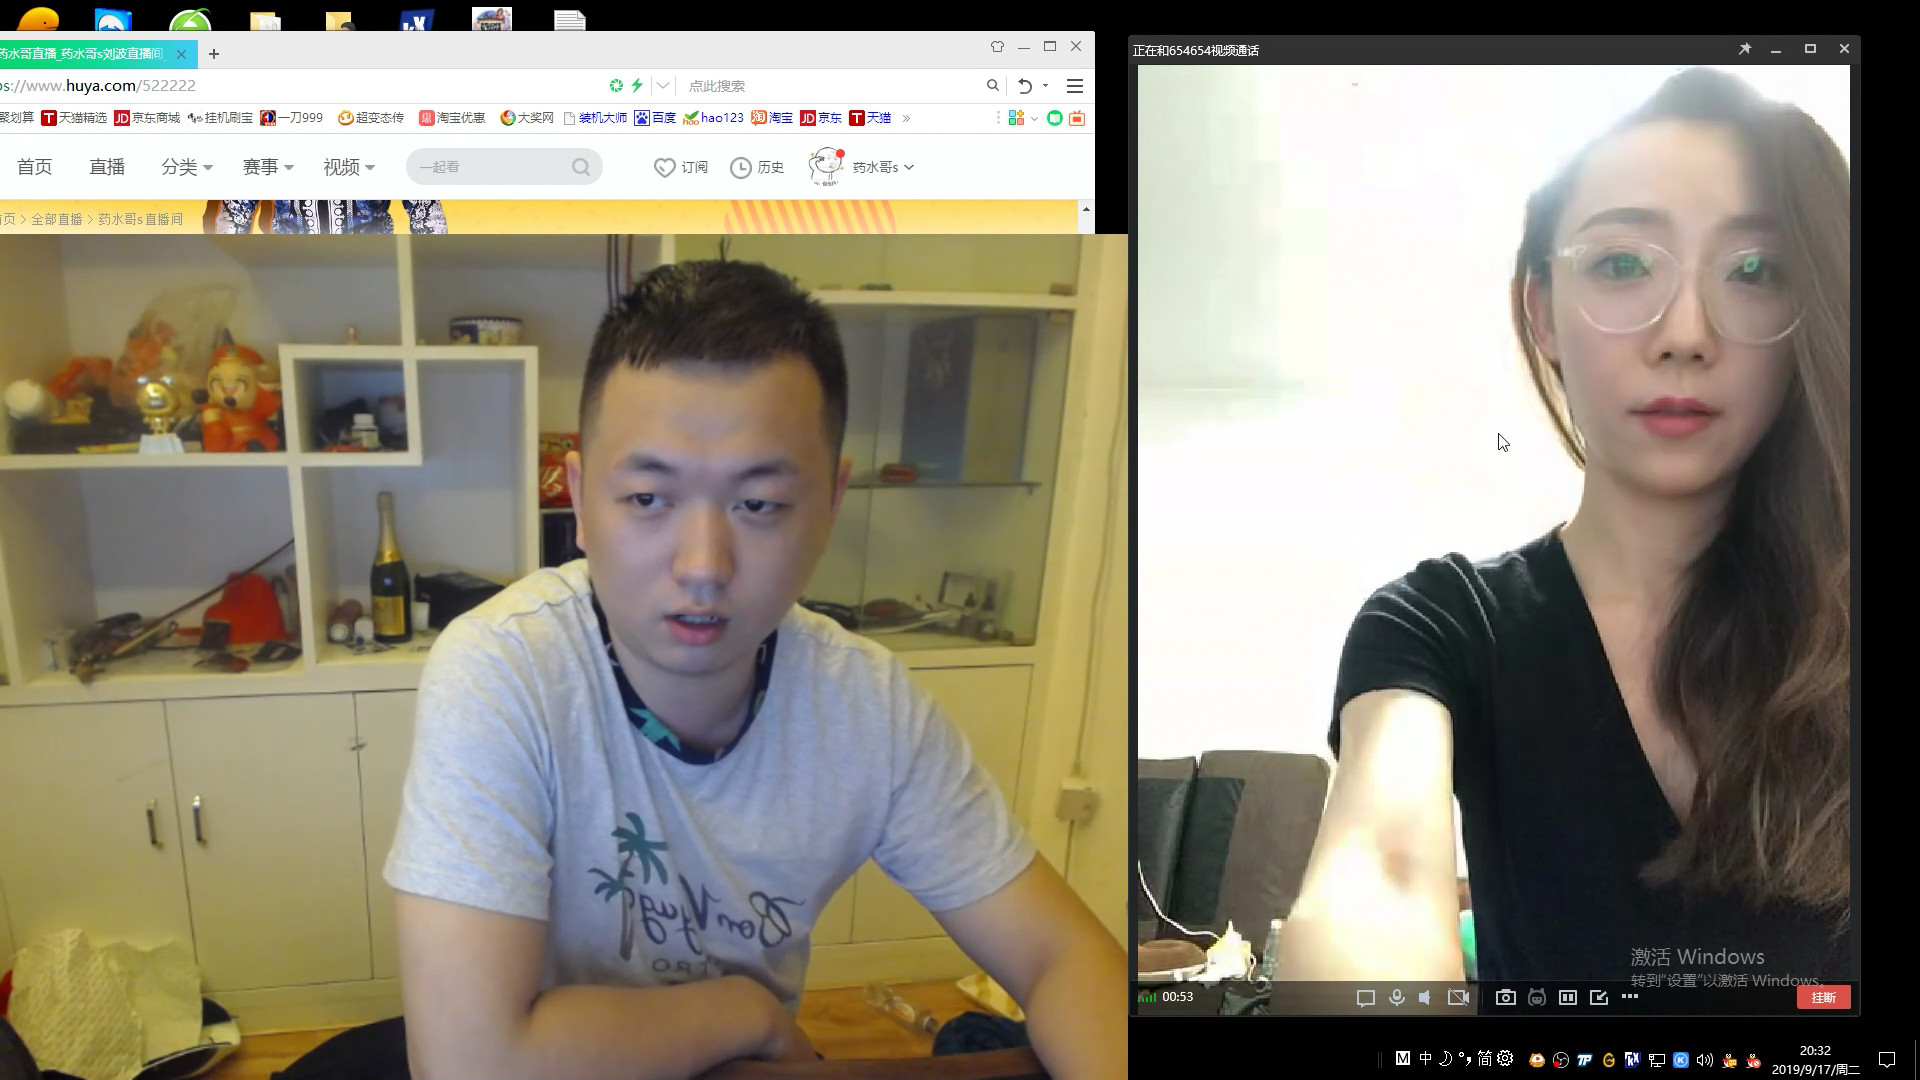 药水哥直播_药水哥s刘波直播间
s://www.huya.com/522222
点此搜索
聚划算 天猫精选 京东商城 挂机刷宝 一刀999 超变态传 淘宝优惠 大奖网 装机大师 百度 hao123 淘宝 京东 天猫 »
首页 直播 分类 赛事 视频 一起看 订阅 历史 药水哥s
页 > 全部直播 > 药水哥s直播间
正在和654654视频通话
Bon Voyage
激活 Windows
转到“设置”以激活 Windows。
00:53
挂断
M 中 简
20:32
2019/9/17/周二